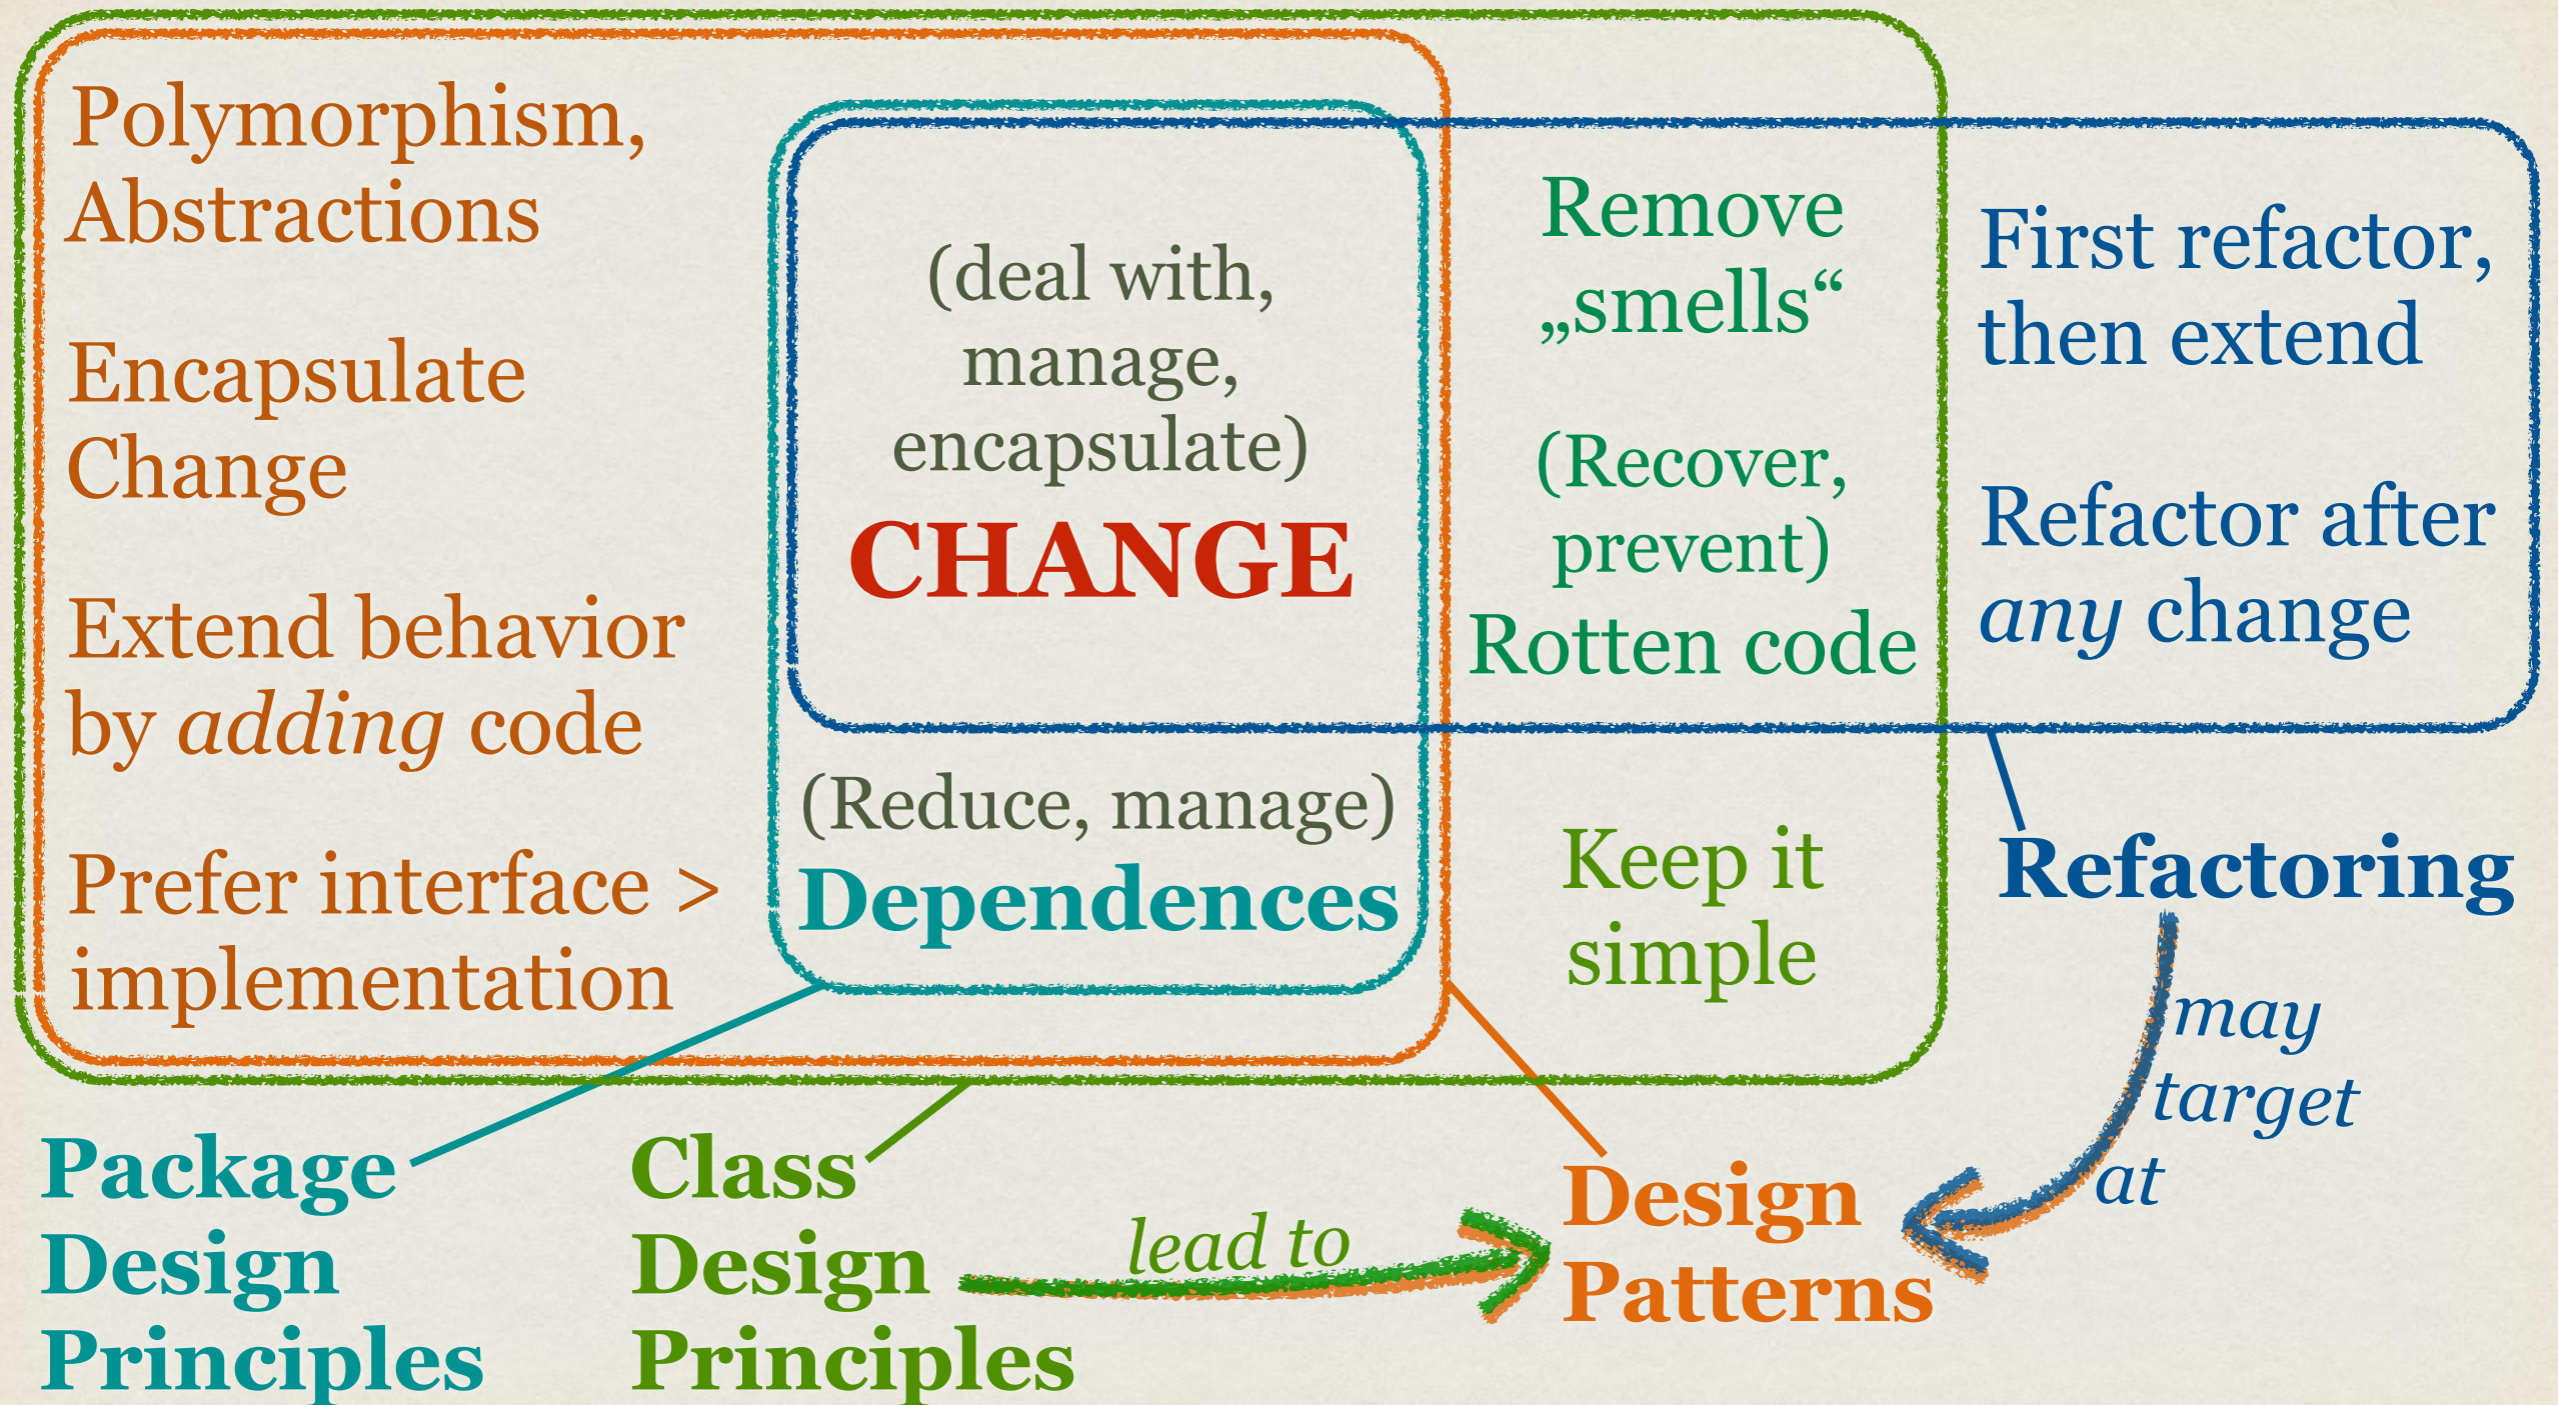 Polymorphism,
Abstractions
Encapsulate
Change
Extend behavior
by adding code
Prefer interface >
implementation
(deal with,
manage,
encapsulate)
CHANGE
(Reduce, manage)
Dependences
Remove
„smells“
(Recover,
prevent)
Rotten code
Keep it
simple
First refactor,
then extend
Refactor after
any change
Refactoring
may
target
at
Package
Design
Principles
Class
Design
Principles
lead to
Design
Patterns